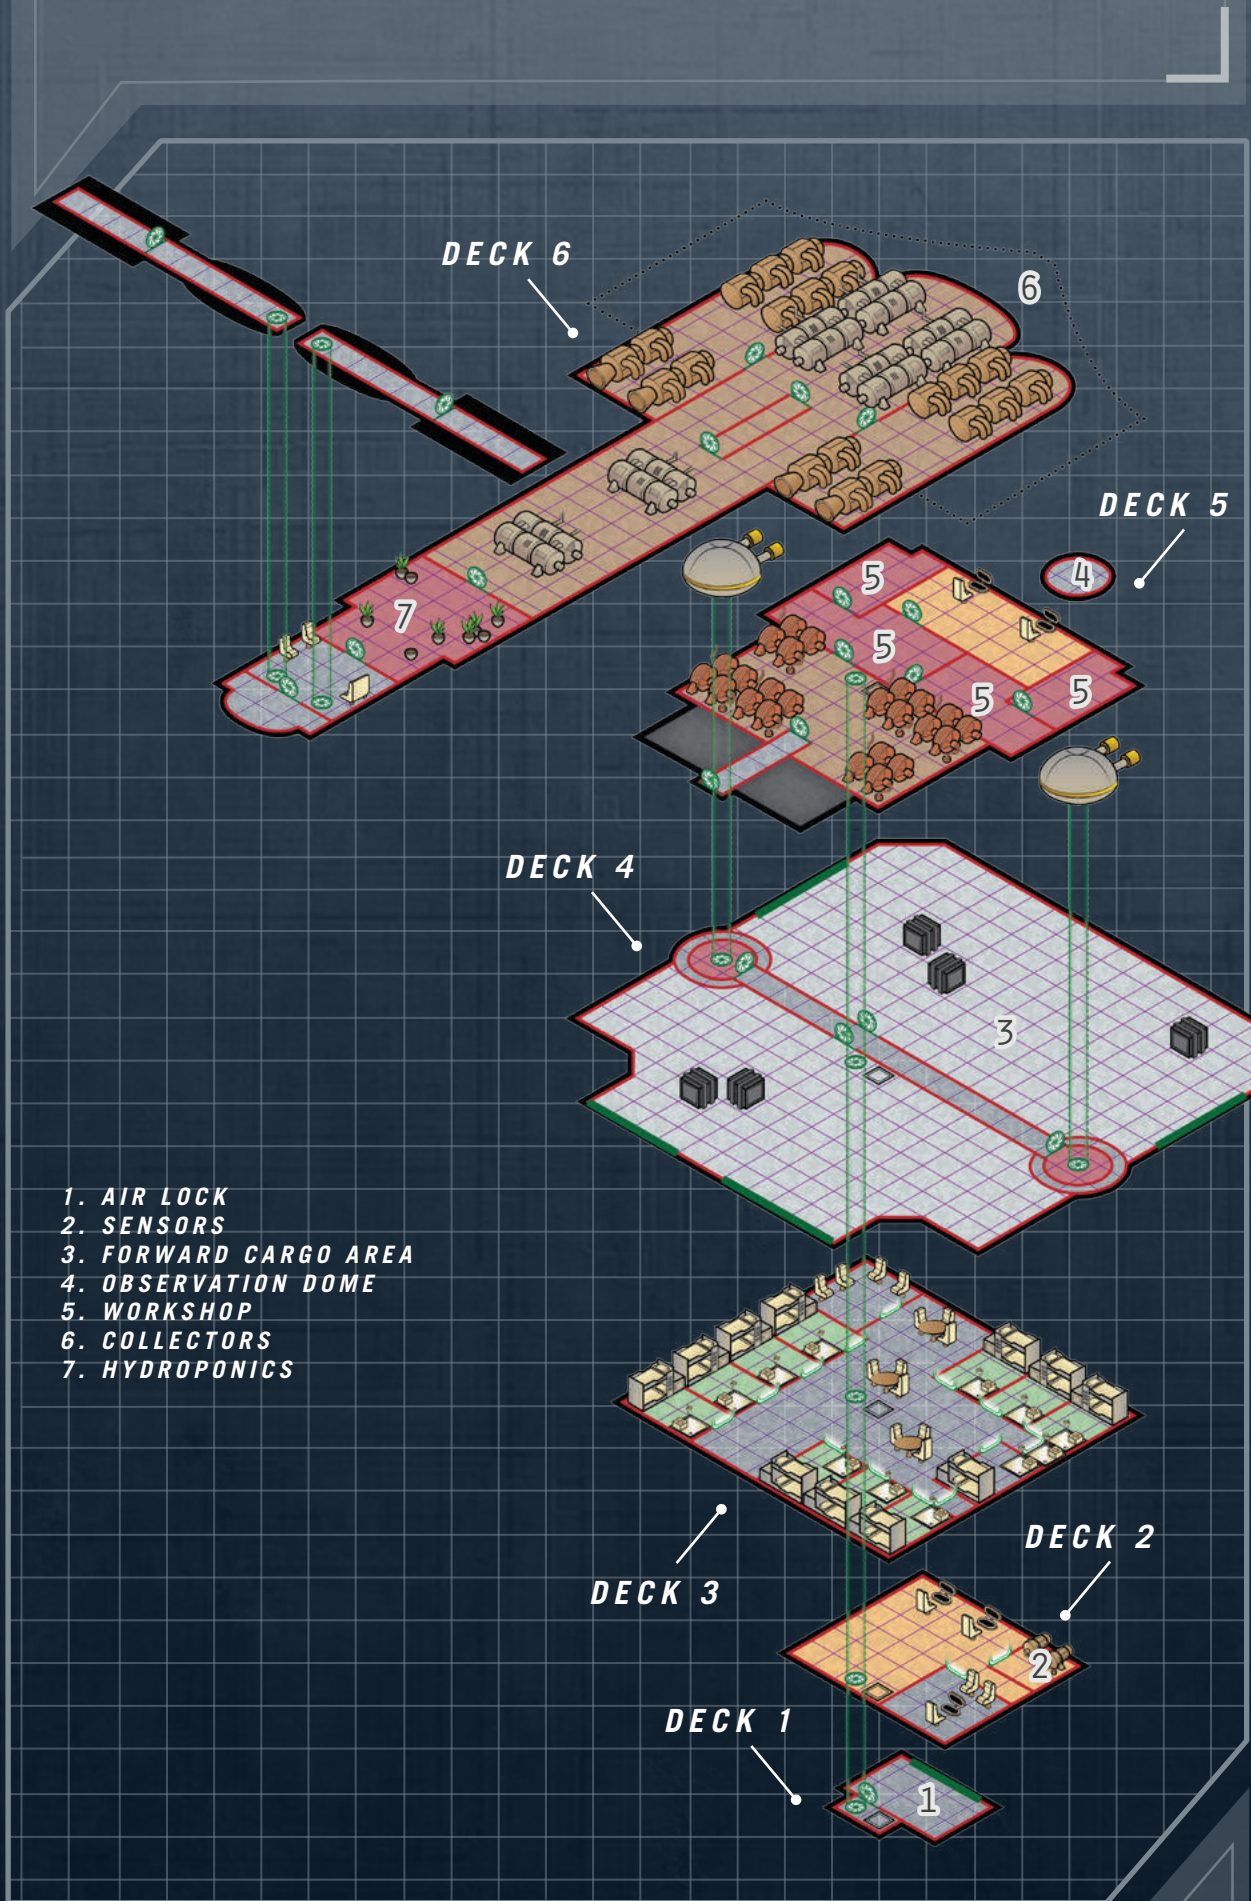 DECK 6
6
DECK 5
5
4
7
5
5
5
DECK 4
3
1. AIR LOCK
2. SENSORS
3. FORWARD CARGO AREA
4. OBSERVATION DOME
5. WORKSHOP
6. COLLECTORS
7. HYDROPONICS
DECK 3
DECK 2
2
DECK 1
1